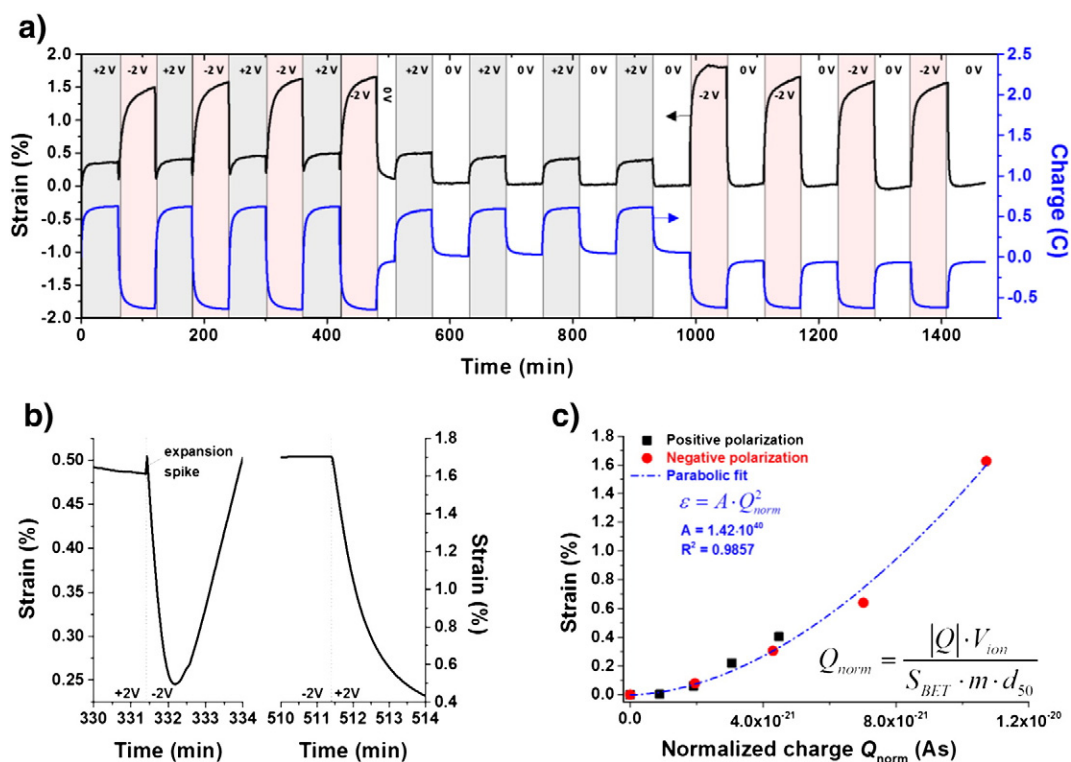 a)
+2 V -2 V +2 V -2 V +2 V -2 V +2 V -2 V 0 V +2 V 0 V +2 V 0 V +2 V 0 V +2 V 0 V -2 V 0 V -2 V 0 V -2 V 0 V -2 V 0 V
2.0
1.5
1.0
0.5
0.0
-0.5
-1.0
-1.5
-2.0
Strain (%)
2.5
2.0
1.5
1.0
0.5
0.0
-0.5
Charge (C)
0 200 400 600 800 1000 1200 1400
Time (min)
b)
0.50
0.45
0.40
0.35
0.30
0.25
Strain (%)
expansion
spike
+2V -2V
330 331 332 333 334
Time (min)
1.8
1.6
1.4
1.2
1.0
0.8
0.6
0.4
Strain (%)
-2V +2V
510 511 512 513 514
Time (min)
c)
1.8
1.6
1.4
1.2
1.0
0.8
0.6
0.4
0.2
0.0
Strain (%)
Positive polarization
Negative polarization
Parabolic fit
ε = A · Q²norm
A = 1.42·10⁴⁰
R² = 0.9857
Qnorm = |Q| · Vion / SBET · m · d50
0.0 4.0x10⁻²¹ 8.0x10⁻²¹ 1.2x10⁻²⁰
Normalized charge Qnorm (As)